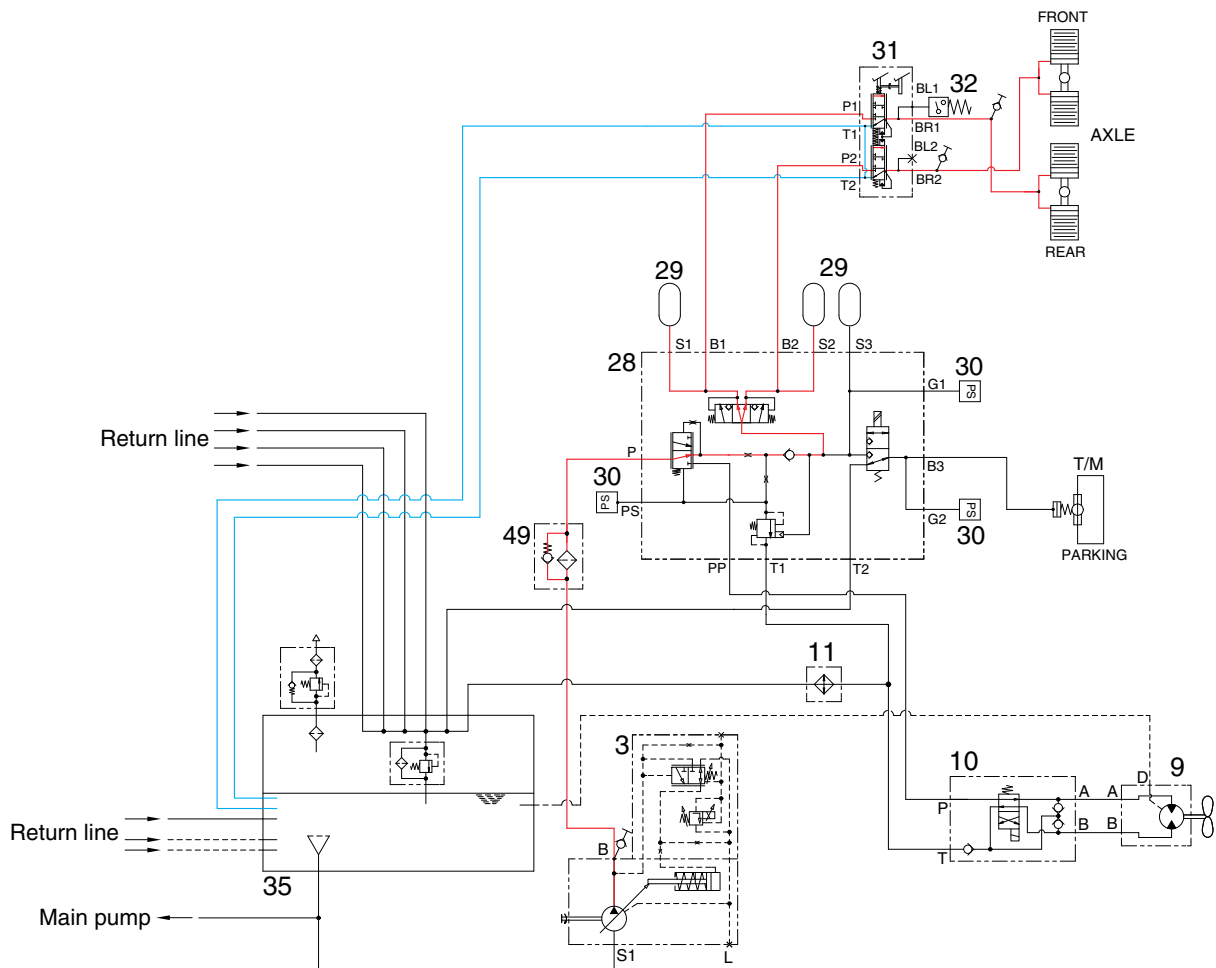 FRONT
31
BL1 32
P1
T1
BR1
BL2
P2
T2
BR2
AXLE
REAR
29 29
S1 B1 B2 S2 S3
28
G1 30
PS
Return line
P
B3
T/M
30
PS
PS
G2
PS
30
PARKING
49
PP T1 T2
11
3
10
D 9
P
A A
B B
T
Return line
B
35
Main pump
S1
L